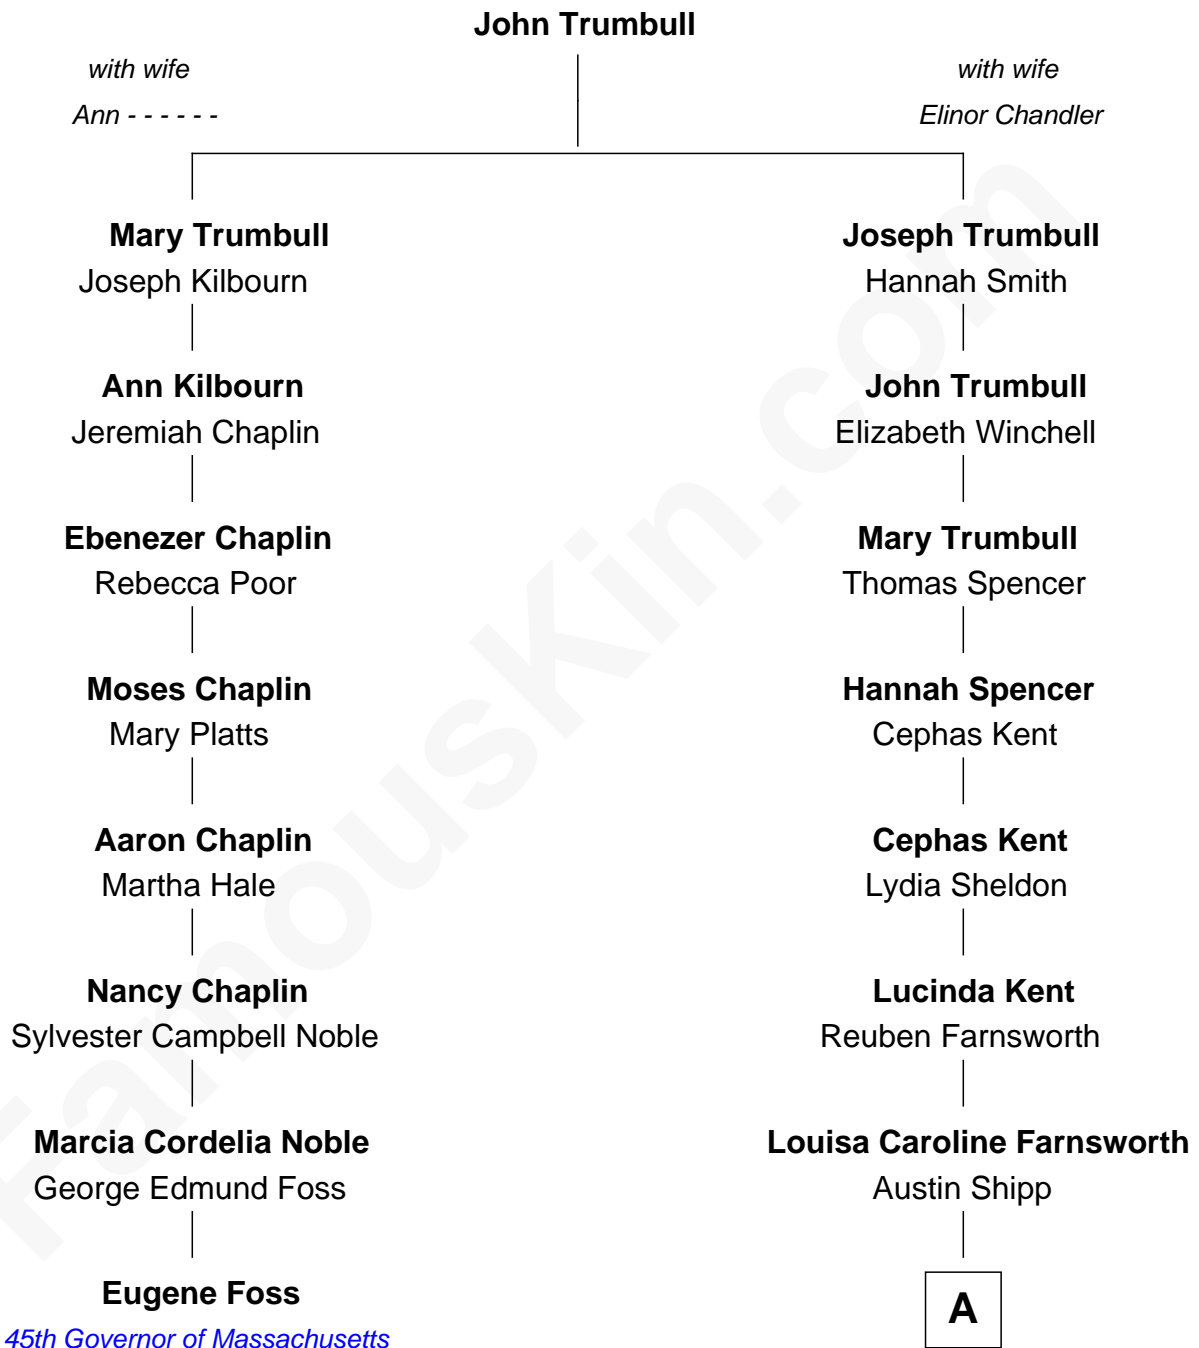 John Trumbull
with wife
Ann - - - - - -
with wife
Elinor Chandler
Mary Trumbull
Joseph Kilbourn
Joseph Trumbull
Hannah Smith
Ann Kilbourn
Jeremiah Chaplin
John Trumbull
Elizabeth Winchell
Ebenezer Chaplin
Rebecca Poor
Mary Trumbull
Thomas Spencer
Moses Chaplin
Mary Platts
Hannah Spencer
Cephas Kent
Aaron Chaplin
Martha Hale
Cephas Kent
Lydia Sheldon
Nancy Chaplin
Sylvester Campbell Noble
Lucinda Kent
Reuben Farnsworth
Marcia Cordelia Noble
George Edmund Foss
Louisa Caroline Farnsworth
Austin Shipp
Eugene Foss
45th Governor of Massachusetts
A
FamousKin.com